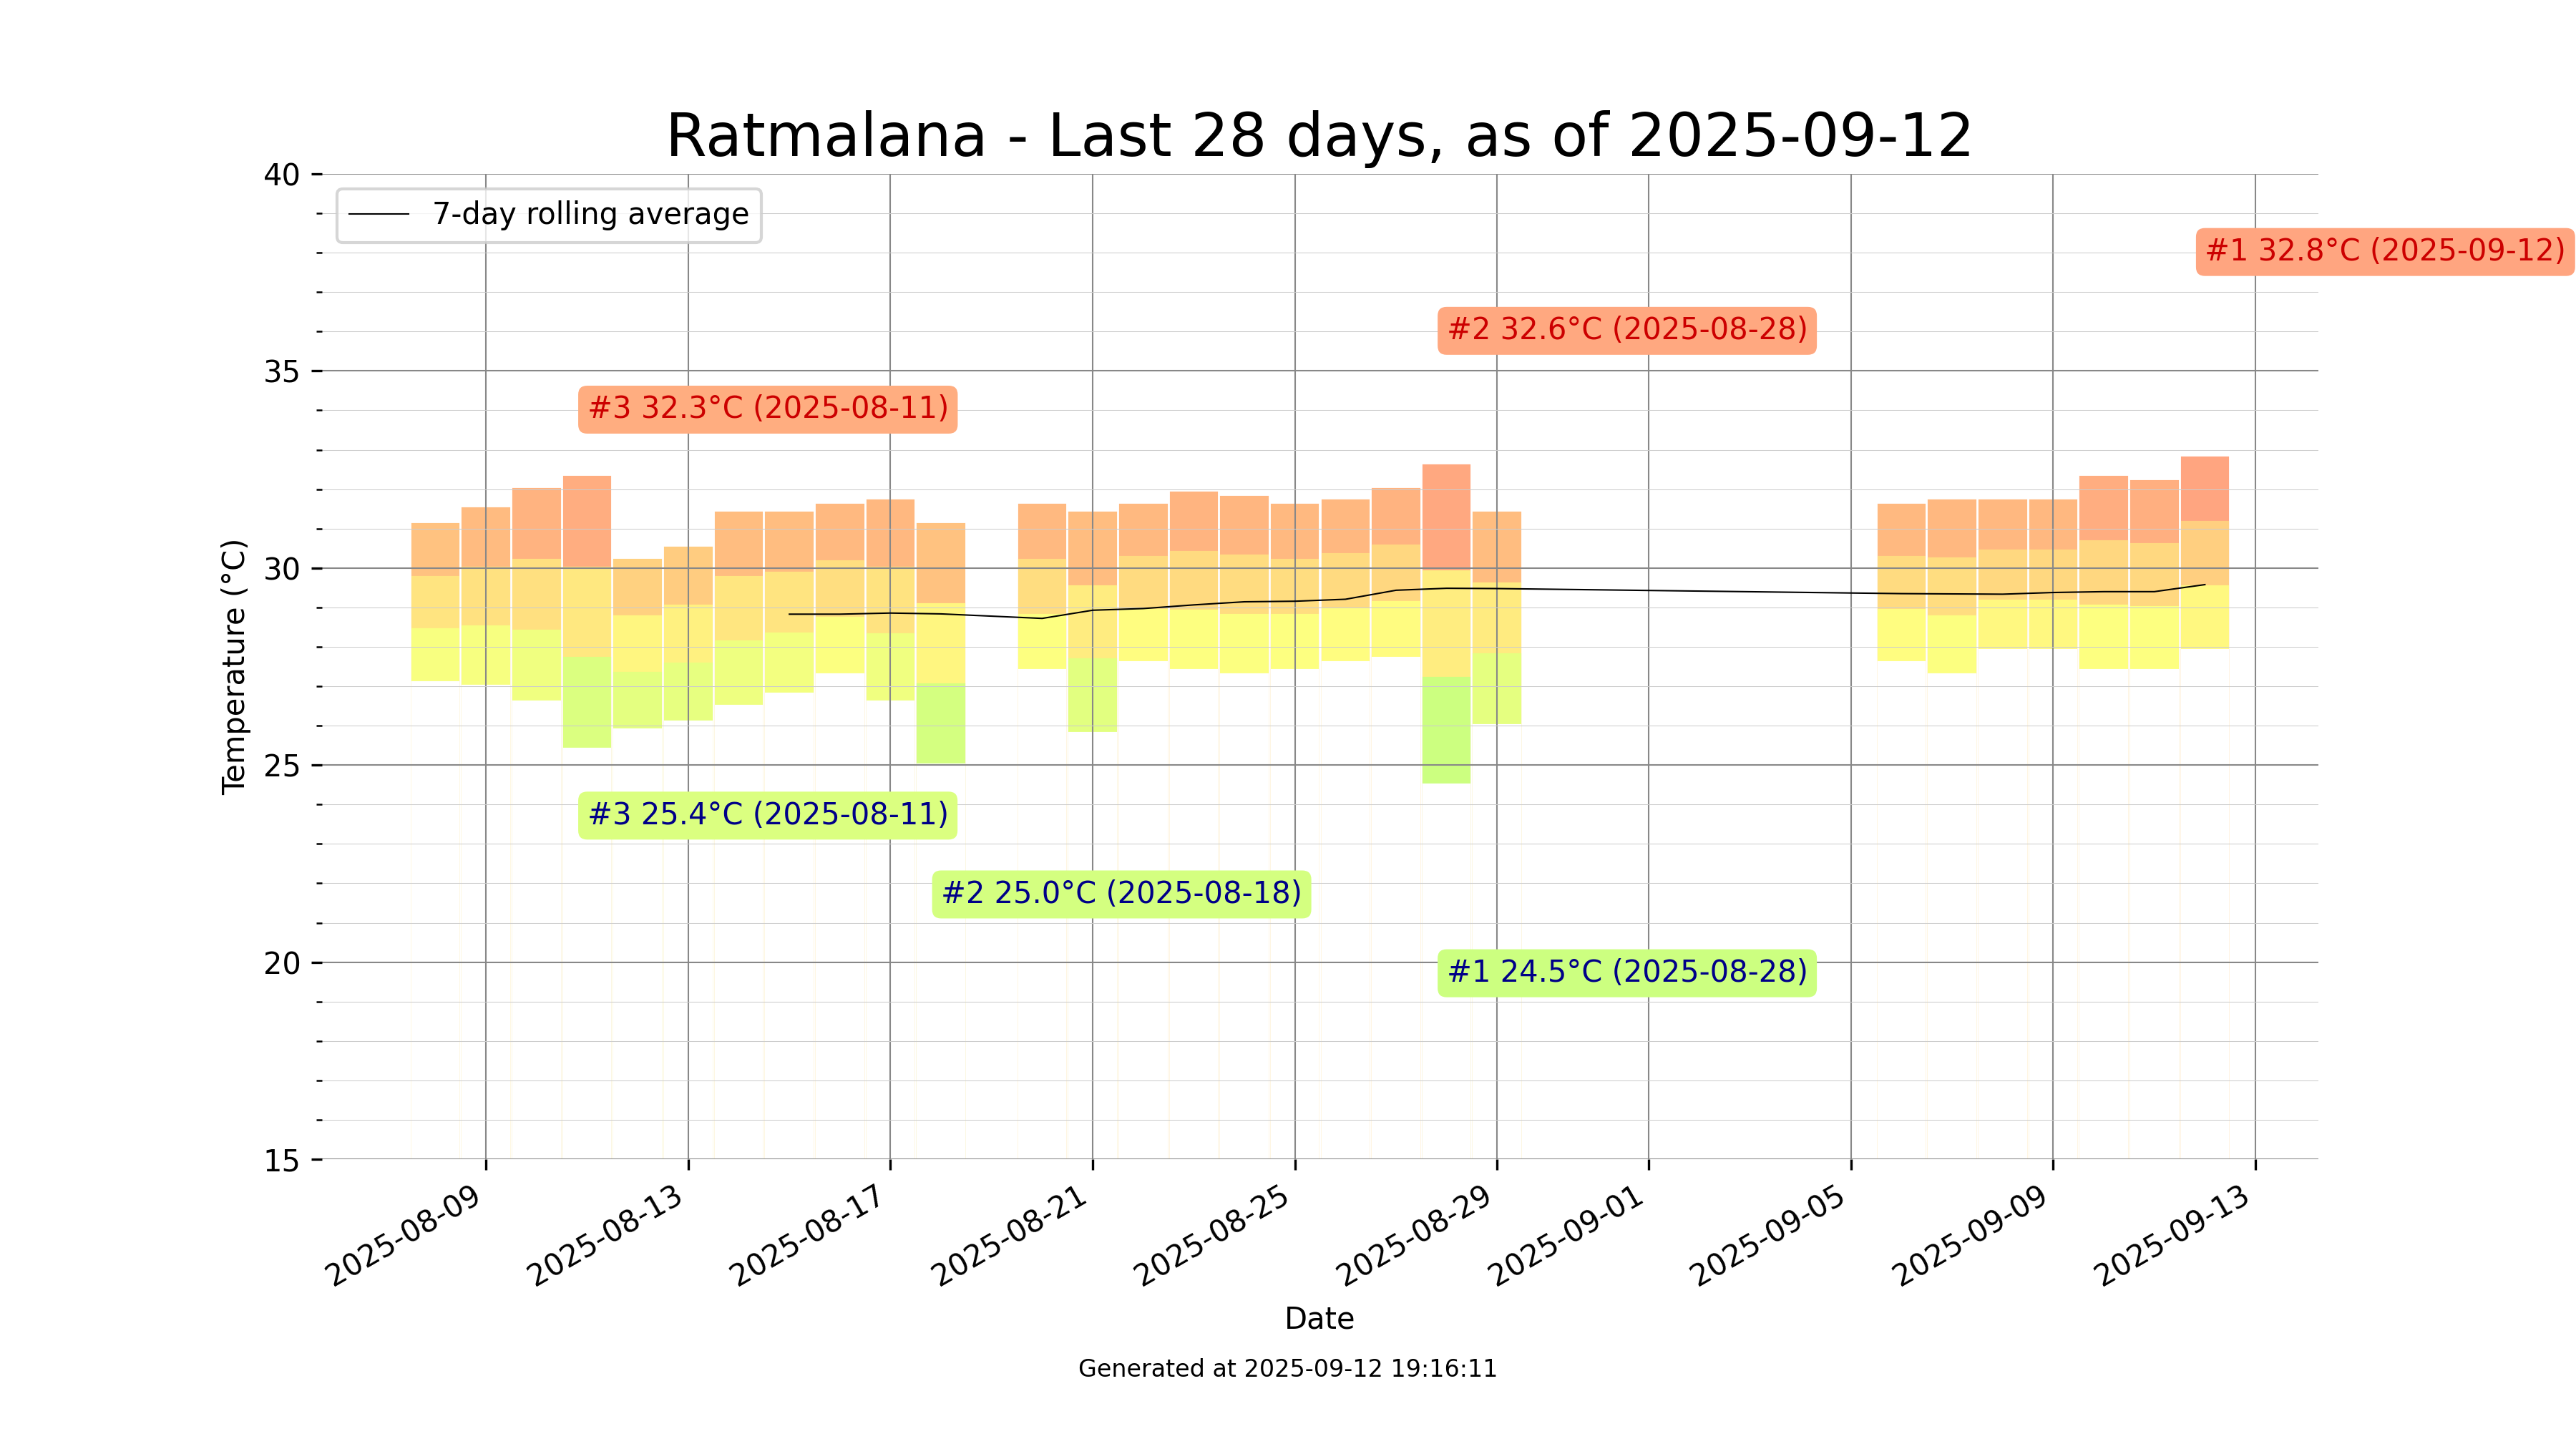 Ratmalana - Last 28 days, as of 2025-09-12
7-day rolling average
#1 32.8°C (2025-09-12)
#2 32.6°C (2025-08-28)
#3 32.3°C (2025-08-11)
#3 25.4°C (2025-08-11)
#2 25.0°C (2025-08-18)
#1 24.5°C (2025-08-28)
Temperature (°C)
40
35
30
25
20
15
2025-08-09
2025-08-13
2025-08-17
2025-08-21
2025-08-25
2025-08-29
2025-09-01
2025-09-05
2025-09-09
2025-09-13
Date
Generated at 2025-09-12 19:16:11